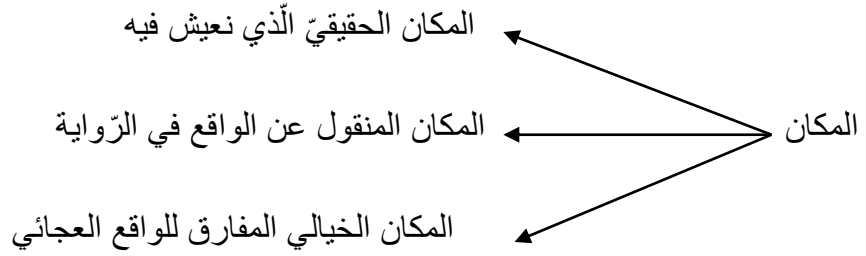 المكان الحقيقيّ الّذي نعيش فيه
المكان
المكان المنقول عن الواقع في الرّواية
المكان الخيالي المفارق للواقع العجائي